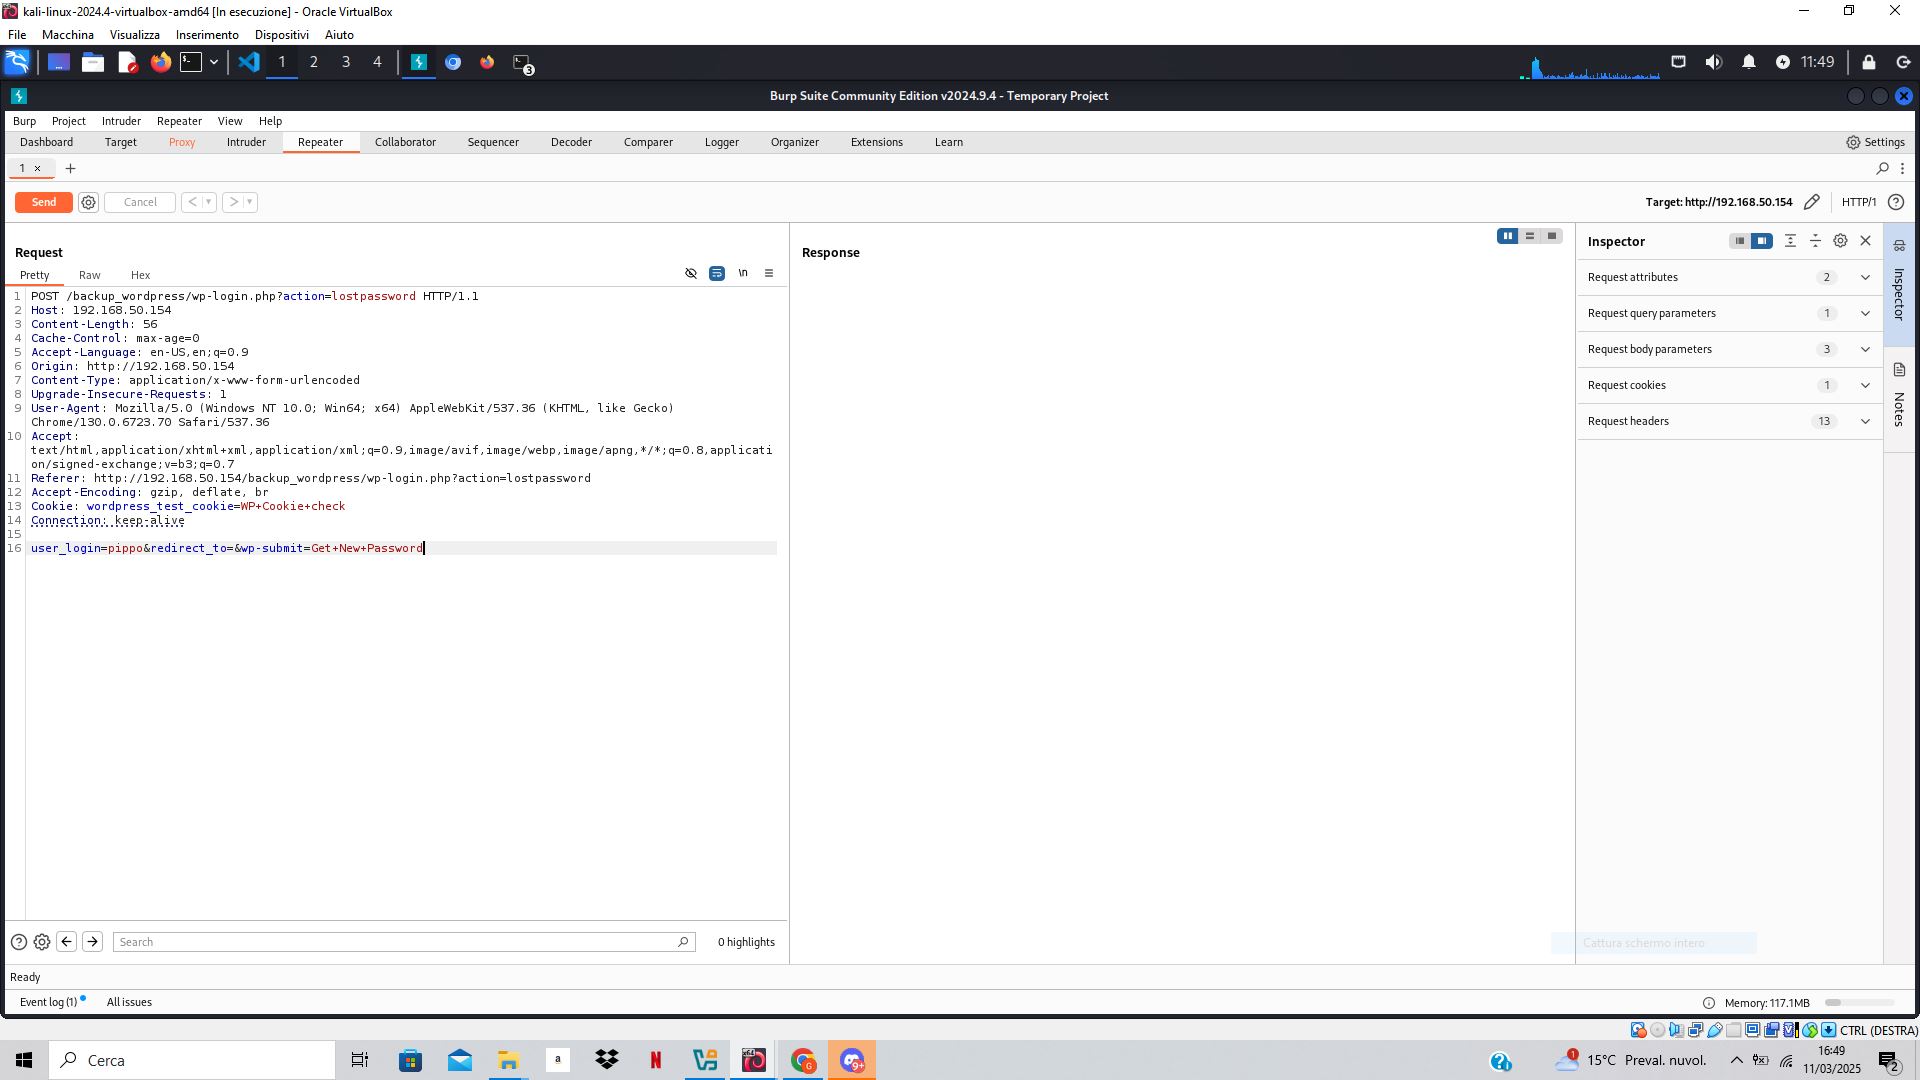 kali-linux-2024.4-virtualbox-amd64 [In esecuzione] - Oracle VirtualBox
File Macchina Visualizza Inserimento Dispositivi Aiuto
1 2 3 4 3 11:49
Burp Suite Community Edition v2024.9.4 - Temporary Project
Burp Project Intruder Repeater View Help
Dashboard Target Proxy Intruder Repeater Collaborator Sequencer Decoder Comparer Logger Organizer Extensions Learn Settings
1 × +
Send Cancel < > Target: http://192.168.50.154 HTTP/1
Request
Response
Inspector
Pretty Raw Hex \n
1 POST /backup_wordpress/wp-login.php?action=lostpassword HTTP/1.1
2 Host: 192.168.50.154
3 Content-Length: 56
4 Cache-Control: max-age=0
5 Accept-Language: en-US,en;q=0.9
6 Origin: http://192.168.50.154
7 Content-Type: application/x-www-form-urlencoded
8 Upgrade-Insecure-Requests: 1
9 User-Agent: Mozilla/5.0 (Windows NT 10.0; Win64; x64) AppleWebKit/537.36 (KHTML, like Gecko)
Chrome/130.0.6723.70 Safari/537.36
10 Accept:
text/html,application/xhtml+xml,application/xml;q=0.9,image/avif,image/webp,image/apng,*/*;q=0.8,applicati
on/signed-exchange;v=b3;q=0.7
11 Referer: http://192.168.50.154/backup_wordpress/wp-login.php?action=lostpassword
12 Accept-Encoding: gzip, deflate, br
13 Cookie: wordpress_test_cookie=WP+Cookie+check
14 Connection: keep-alive
15
16 user_login=pippo&redirect_to=&wp-submit=Get+New+Password
Request attributes 2
Request query parameters 1
Request body parameters 3
Request cookies 1
Request headers 13
Inspector
Notes
Search 0 highlights
Cattura schermo intero
Ready
Event log (1) All issues Memory: 117.1MB
CTRL (DESTRA)
Cerca a N x64 G 9+ 1 15°C Preval. nuvol. 16:49
11/03/2025 2